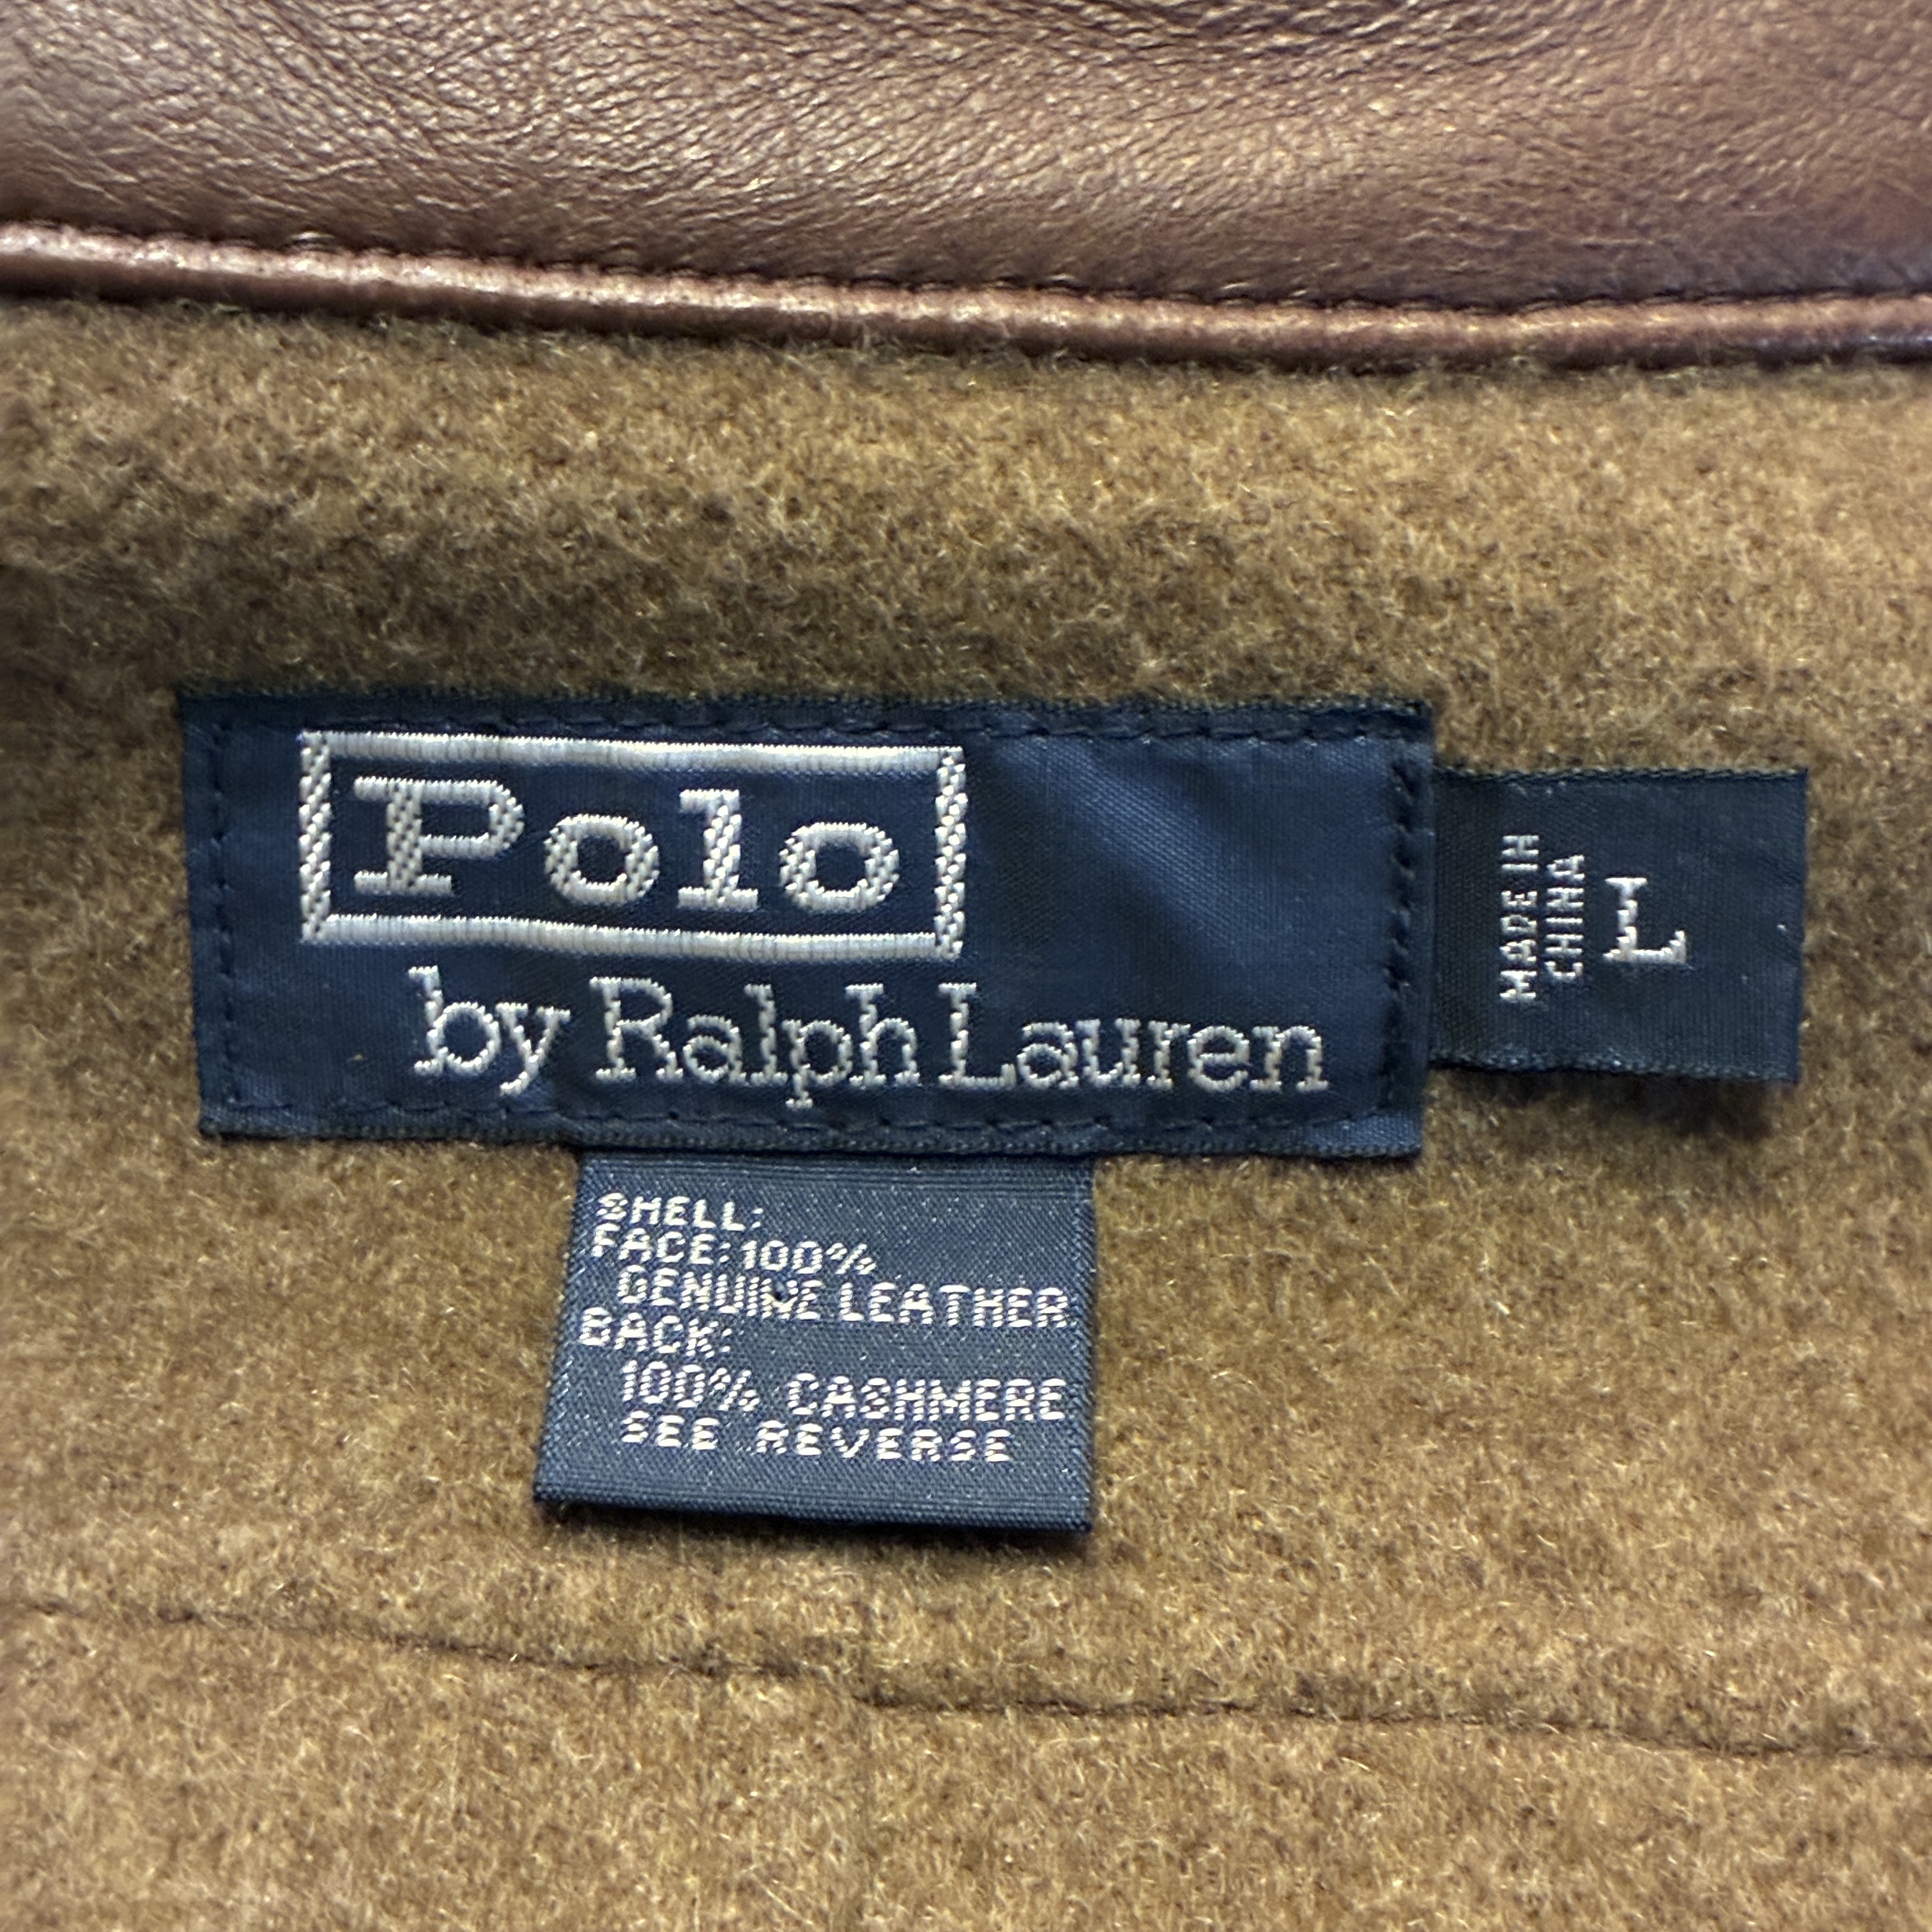 Polo
by Ralph Lauren
MADE IN
CHINA
L
SHELL:
FACE:100%
GENUINE LEATHER
BACK:
100% CASHMERE
SEE REVERSE